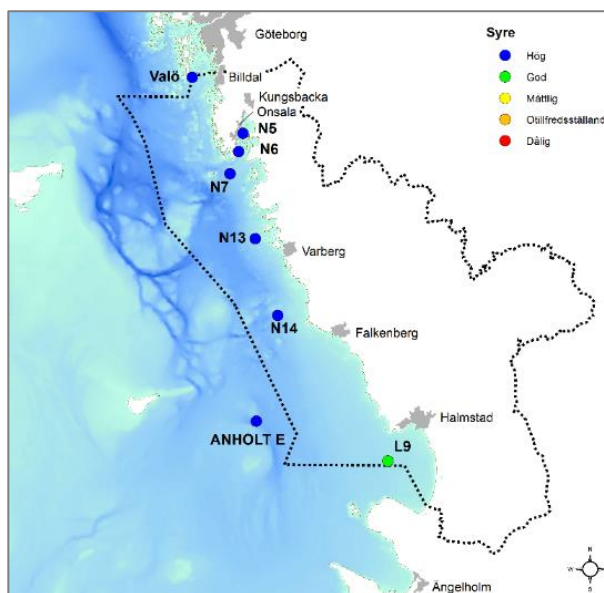 Göteborg
Syre
Valö
Billdal
Hög
God
Måttlig
Otillfredsställand
Dålig
Kungsbacka
Onsala
N5
N6
N7
N13
Varberg
N14
Falkenberg
ANHOLT E
Halmstad
L9
Ängelholm
N
W
S